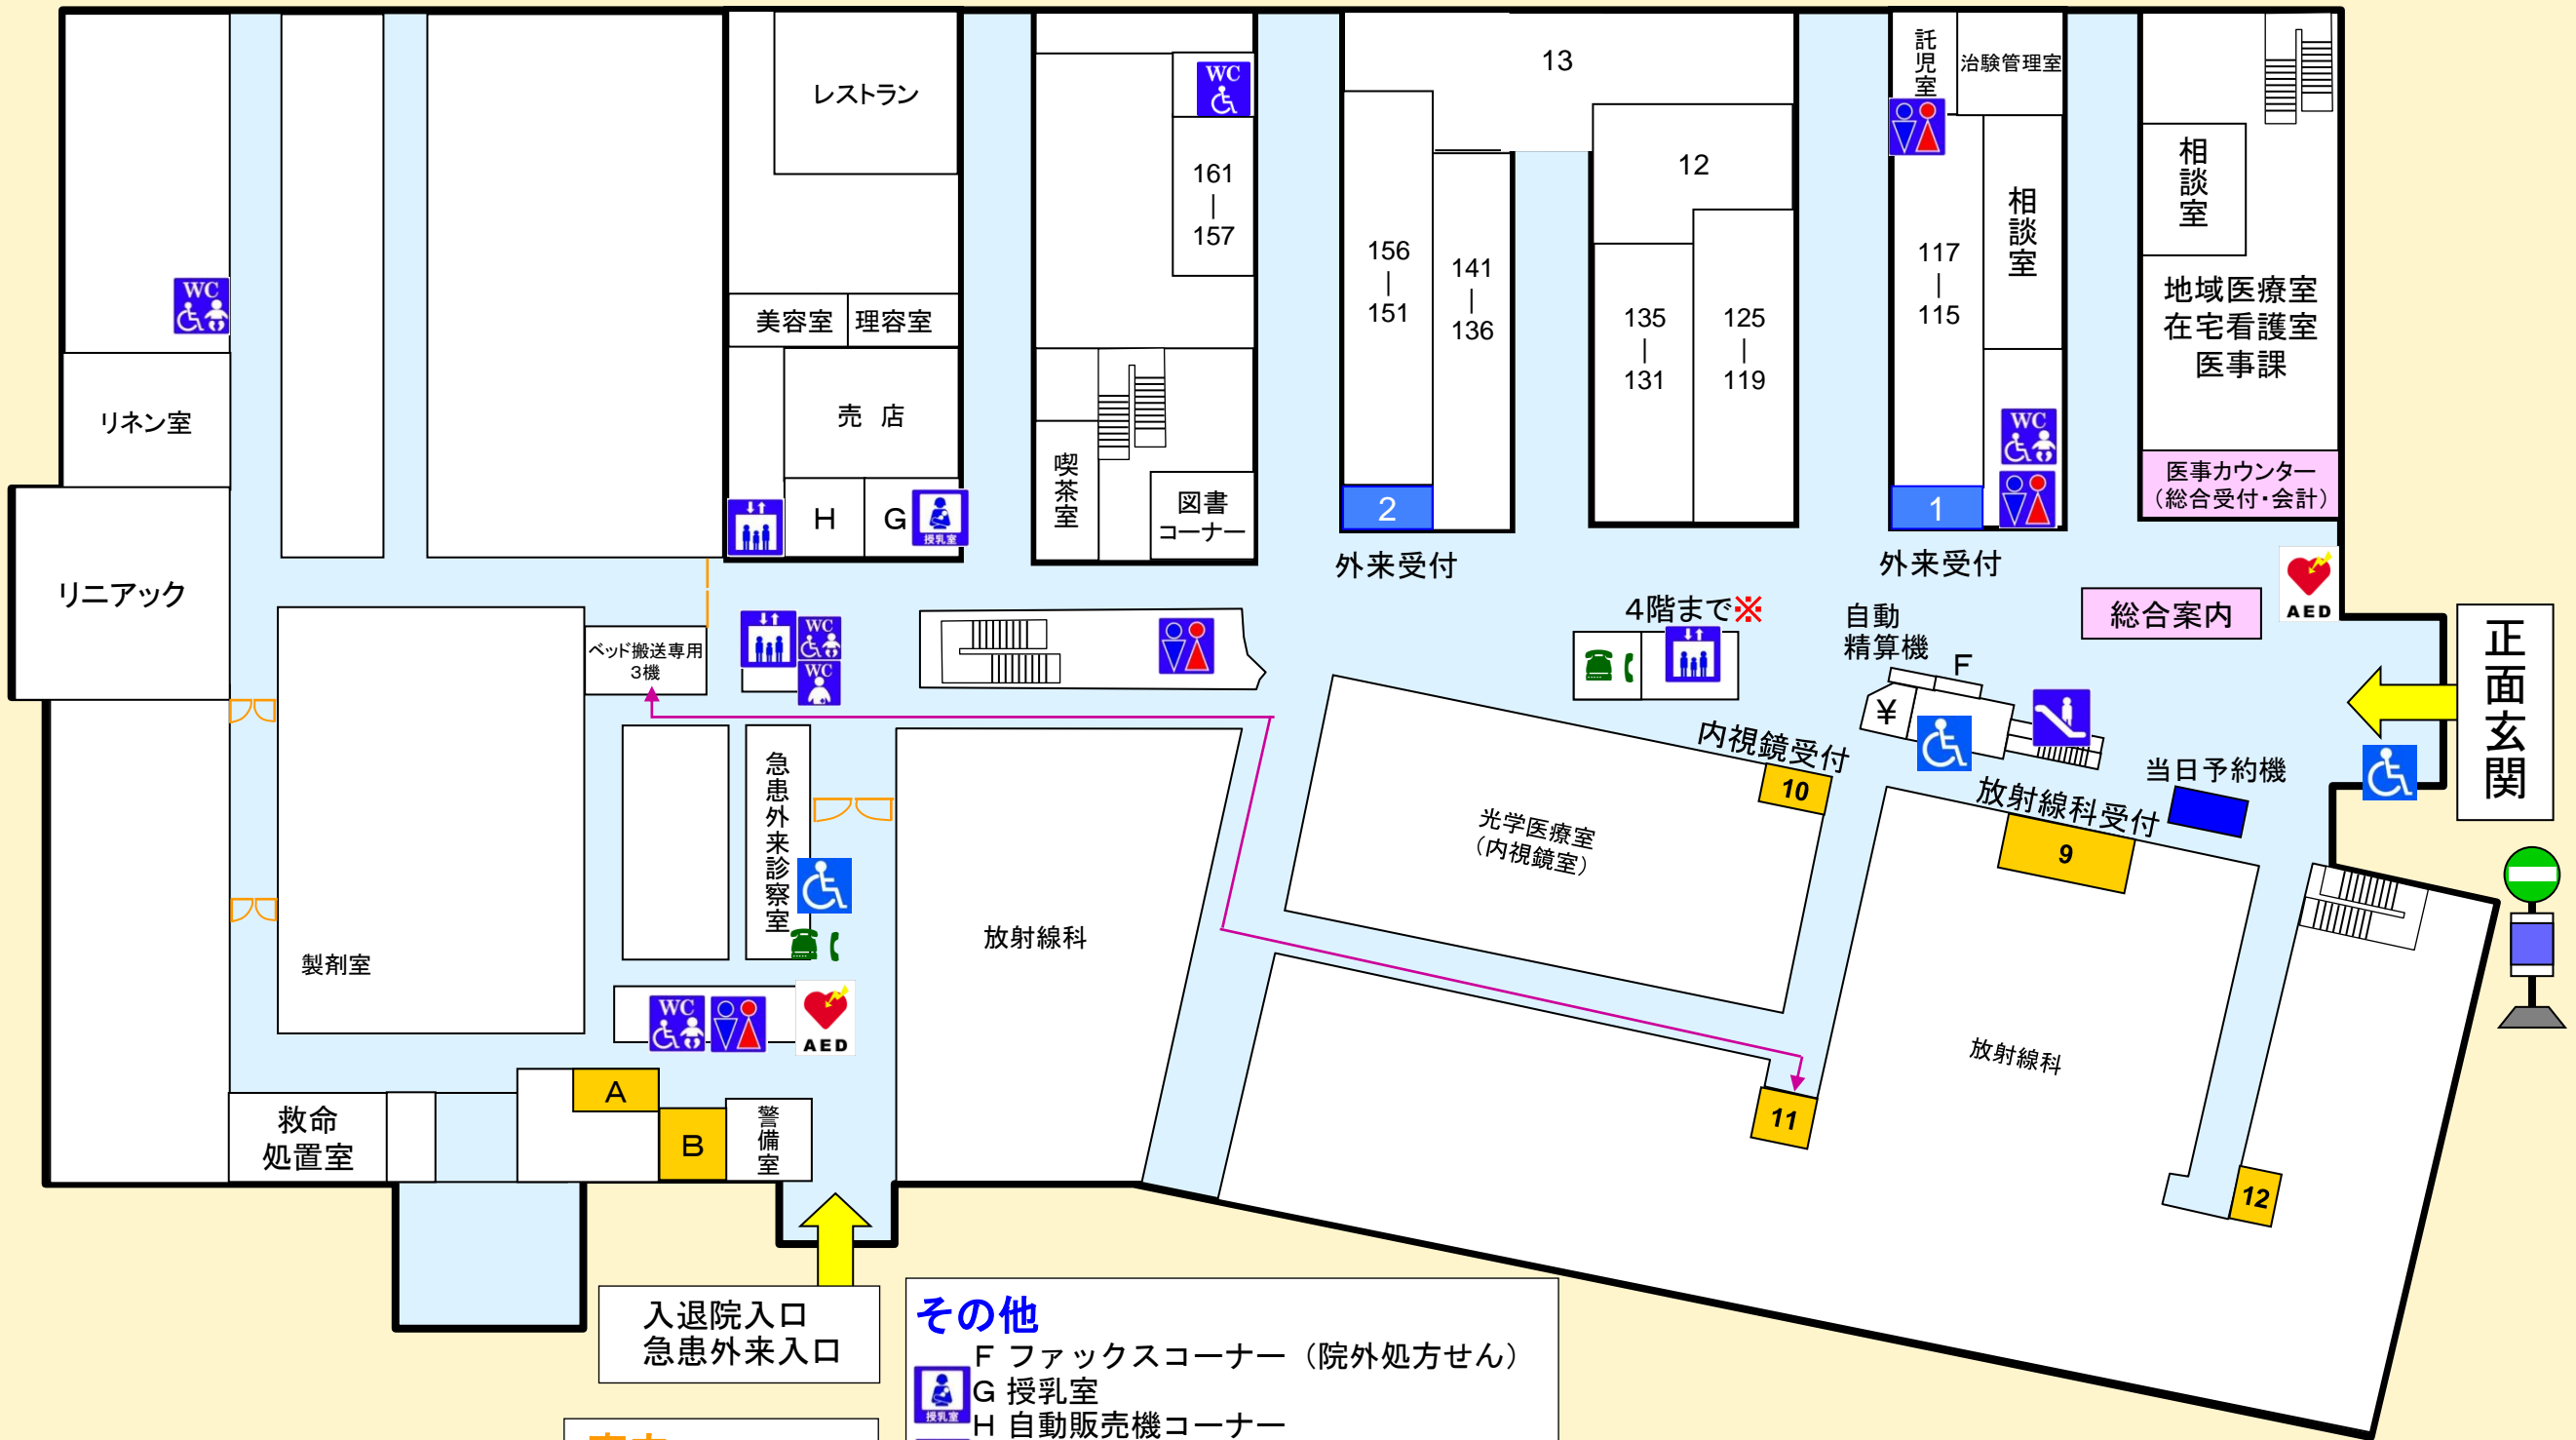 レストラン
WC
161
|
157
13
12
156
|
151
141
|
136
135
|
131
125
|
119
託児室
治験管理室
117
|
115
相談室
相談室
地域医療室
在宅看護室
医事課
医事カウンター
（総合受付・会計）
WC
WC
リネン室
美容室
理容室
売 店
H
G
授乳室
喫茶室
図書
コーナー
2
1
外来受付
外来受付
リニアック
AED
総合案内
4階まで※
自動
精算機
F
¥
正面玄関
ベッド搬送専用
3機
WC
WC
内視鏡受付
10
放射線科受付
9
当日予約機
光学医療室
（内視鏡室）
急患外来診察室
放射線科
放射線科
製剤室
WC
AED
A
B
警備室
救命
処置室
11
12
入退院入口
急患外来入口
その他
F ファックスコーナー（院外処方せん）
G 授乳室
授乳室
H 自動販売機コーナー